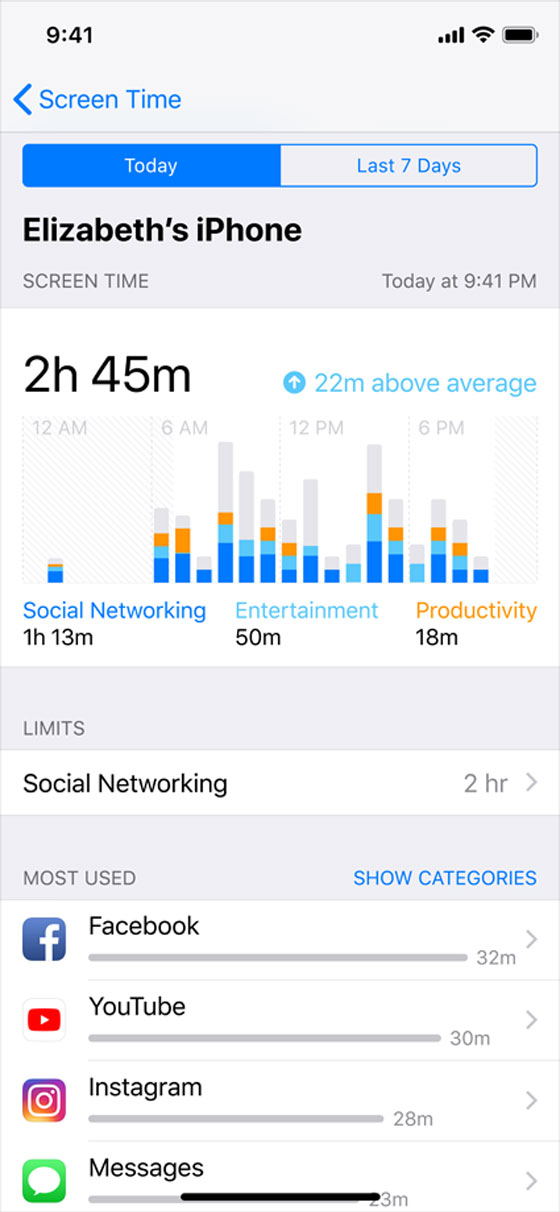 9:41
Screen Time
Today Last 7 Days
Elizabeth’s iPhone
SCREEN TIME Today at 9:41 PM
2h 45m 22m above average
12 AM 6 AM 12 PM 6 PM
Social Networking Entertainment Productivity
1h 13m 50m 18m
LIMITS
Social Networking 2 hr
MOST USED SHOW CATEGORIES
Facebook
32m
YouTube
30m
Instagram
28m
Messages
23m